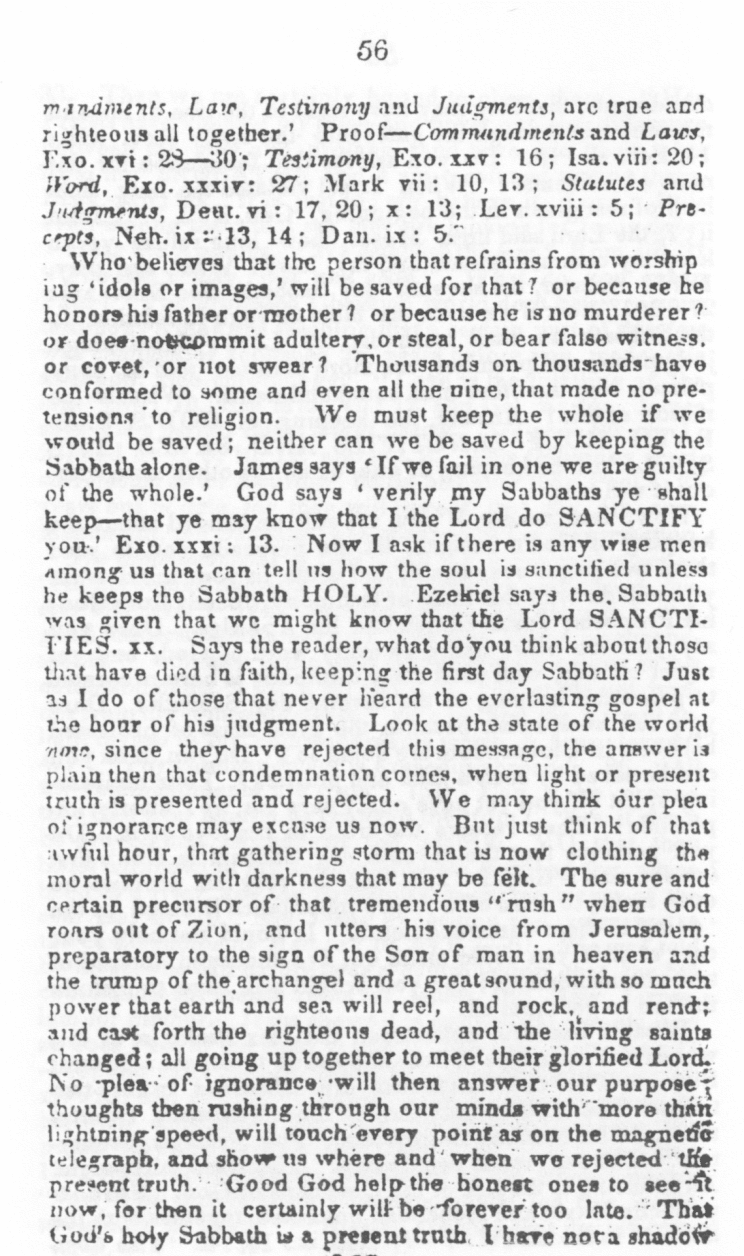 56
mandments, Law, Testimony and Judgments, are true and
righteous all together.' Proof—Commandments and Laws,
Exo. xvi: 28—30; Testimony, Exo. xxv: 16; Isa. viii: 20;
Word, Exo. xxxiv: 27; Mark vii: 10, 13; Statutes and
Judgments, Deut. vi: 17, 20; x: 13; Lev. xviii: 5; Pre-
cepts, Neh. ix: 13, 14; Dan. ix: 5.
Who believes that the person that refrains from worship
ing 'idols or images,' will be saved for that? or because he
honors his father or mother? or because he is no murderer?
or does not commit adultery, or steal, or bear false witness,
or covet, or not swear? Thousands on thousands have
conformed to some and even all the nine, that made no pre-
tensions to religion. We must keep the whole if we
would be saved; neither can we be saved by keeping the
Sabbath alone. James says 'If we fail in one we are guilty
of the whole.' God says ' verily my Sabbaths ye shall
keep—that ye may know that I the Lord do SANCTIFY
you.' Exo. xxxi: 13. Now I ask if there is any wise men
among us that can tell us how the soul is sanctified unless
he keeps the Sabbath HOLY. Ezekiel says the Sabbath
was given that we might know that the Lord SANCTI-
FIES. xx. Says the reader, what do you think about those
that have died in faith, keeping the first day Sabbath? Just
as I do of those that never heard the everlasting gospel at
the hour of his judgment. Look at the state of the world
now, since they have rejected this message, the answer is
plain then that condemnation comes, when light or present
truth is presented and rejected. We may think our plea
of ignorance may excuse us now. But just think of that
awful hour, that gathering storm that is now clothing the
moral world with darkness that may be felt. The sure and
certain precursor of that tremendous "rush" when God
roars out of Zion, and utters his voice from Jerusalem,
preparatory to the sign of the Son of man in heaven and
the trump of the archangel and a great sound, with so much
power that earth and sea will reel, and rock, and rend;
and cast forth the righteous dead, and the living saints
changed; all going up together to meet their glorified Lord.
No plea of ignorance will then answer our purpose;
thoughts then rushing through our minds with more than
lightning speed, will touch every point as on the magnetic
telegraph, and show us where and when we rejected the
present truth. Good God help the honest ones to see it
now, for then it certainly will be forever too late. That
God's holy Sabbath is a present truth I have not a shadow